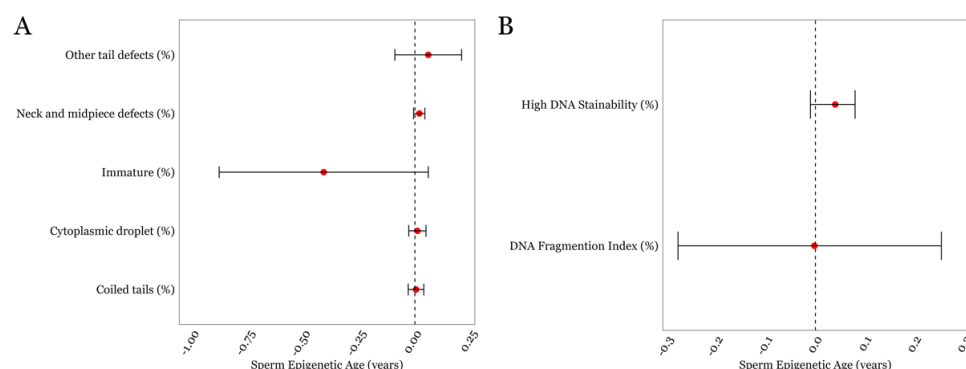 A
Other tail defects (%)
Neck and midpiece defects (%)
Immature (%)
Cytoplasmic droplet (%)
Coiled tails (%)
-1.00
-0.75
-0.50
-0.25
0.00
0.25
Sperm Epigenetic Age (years)
B
High DNA Stainability (%)
DNA Fragmention Index (%)
-0.3
-0.2
-0.1
0.0
0.1
0.2
Sperm Epigenetic Age (years)